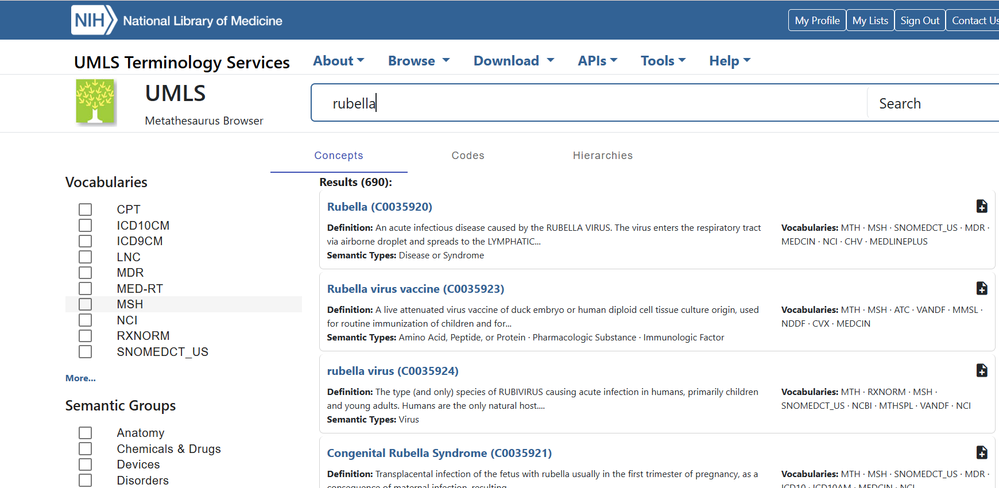 NIH National Library of Medicine
My Profile
My Lists
Sign Out
Contact Us
UMLS Terminology Services
About
Browse
Download
APIs
Tools
Help
UMLS
Metathesaurus Browser
rubella
Search
Concepts
Codes
Hierarchies
Vocabularies
CPT
ICD10CM
ICD9CM
LNC
MDR
MED-RT
MSH
NCI
RXNORM
SNOMEDCT_US
More...
Semantic Groups
Anatomy
Chemicals & Drugs
Devices
Disorders
Results (690):
Rubella (C0035920)
Definition: An acute infectious disease caused by the RUBELLA VIRUS. The virus enters the respiratory tract
via airborne droplet and spreads to the LYMPHATIC...
Semantic Types: Disease or Syndrome
Vocabularies: MTH · MSH · SNOMEDCT_US · MDR ·
MEDCIN · NCI · CHV · MEDLINEPLUS
Rubella virus vaccine (C0035923)
Definition: A live attenuated virus vaccine of duck embryo or human diploid cell tissue culture origin, used
for routine immunization of children and for...
Semantic Types: Amino Acid, Peptide, or Protein · Pharmacologic Substance · Immunologic Factor
Vocabularies: MTH · MSH · ATC · VANDF · MMSL ·
NDDF · CVX · MEDCIN
rubella virus (C0035924)
Definition: The type (and only) species of RUBIVIRUS causing acute infection in humans, primarily children
and young adults. Humans are the only natural host....
Semantic Types: Virus
Vocabularies: MTH · RXNORM · MSH ·
SNOMEDCT_US · NCBI · MTHSPL · VANDF · NCI
Congenital Rubella Syndrome (C0035921)
Definition: Transplacental infection of the fetus with rubella usually in the first trimester of pregnancy, as a
consequence of maternal infection, resulting
Vocabularies: MTH · MSH · SNOMEDCT_US · MDR ·
ICD10 · ICD10AM · MEDCIN · NCI